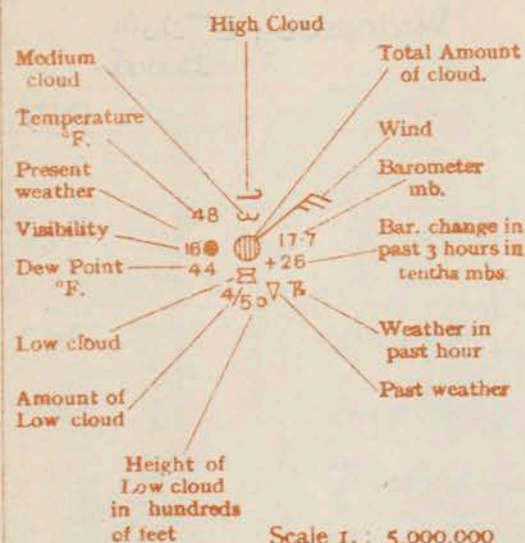 High Cloud
Medium
cloud
Total Amount
of cloud.
Temperature
°F.
Wind
Present
weather
Barometer
mb.
48
Visibility
16
17·7
Bar. change in
past 3 hours in
tenths mbs.
Dew Point
°F.
44
+26
4/50
Low cloud
Weather in
past hour
Amount of
Low cloud
Past weather
Height of
Low cloud
in hundreds
of feet
Scale 1. : 5,000,000